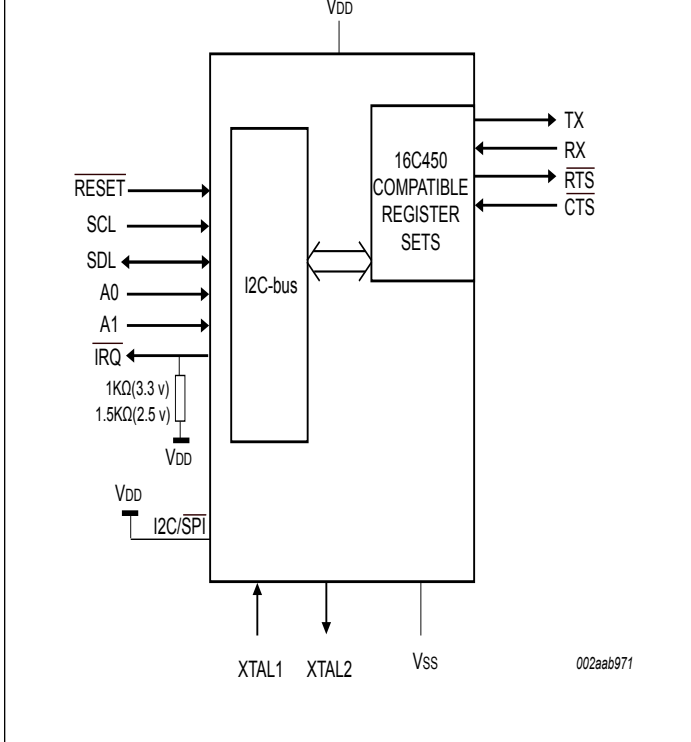 VDD
16C450
COMPATIBLE
REGISTER
SETS
TX
RX
RTS
CTS
RESET
SCL
SDL
A0
A1
IRQ
I2C-bus
1KΩ(3.3 v)
1.5KΩ(2.5 v)
VDD
VDD
I2C/SPI
XTAL1
XTAL2
VSS
002aab971